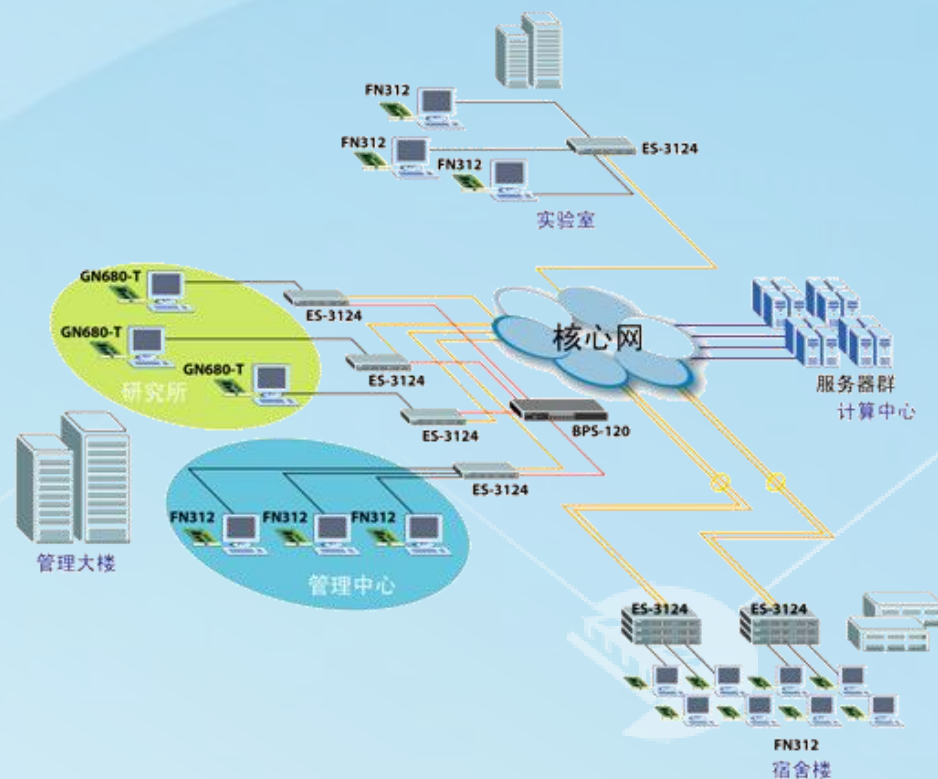 FN312
FN312
FN312
ES-3124
实验室
GN680-T
GN680-T
GN680-T
研究所
ES-3124
ES-3124
ES-3124
ES-3124
BPS-120
核心网
服务器群
计算中心
FN312
FN312
FN312
管理中心
管理大楼
ES-3124
ES-3124
FN312
宿舍楼